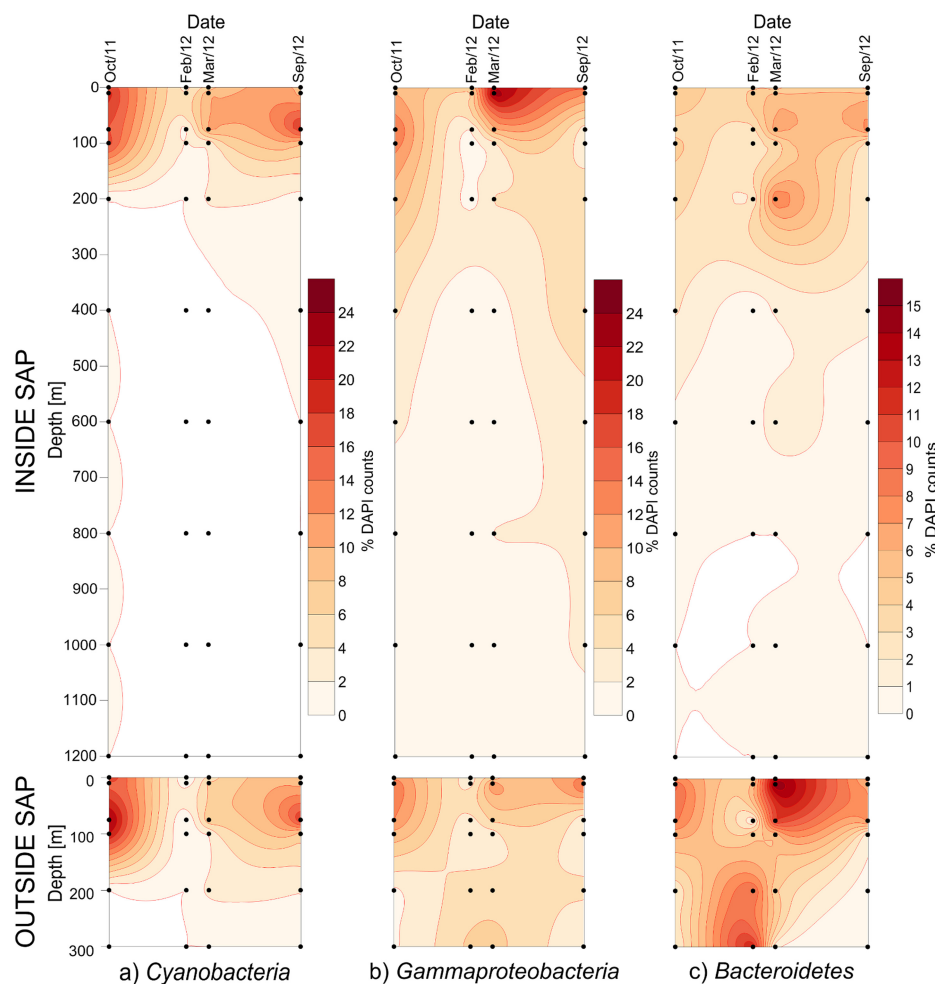 Date
Date
Date
Oct/11
Feb/12
Mar/12
Sep/12
Oct/11
Feb/12
Mar/12
Sep/12
Oct/11
Feb/12
Mar/12
Sep/12
INSIDE SAP
Depth [m]
0
100
200
300
400
500
600
700
800
900
1000
1100
1200
24
22
20
18
16
14
12
10
8
6
4
2
0
% DAPI counts
24
22
20
18
16
14
12
10
8
6
4
2
0
% DAPI counts
15
14
13
12
11
10
9
8
7
6
5
4
3
2
1
0
% DAPI counts
OUTSIDE SAP
Depth [m]
0
100
200
300
a) Cyanobacteria
b) Gammaproteobacteria
c) Bacteroidetes